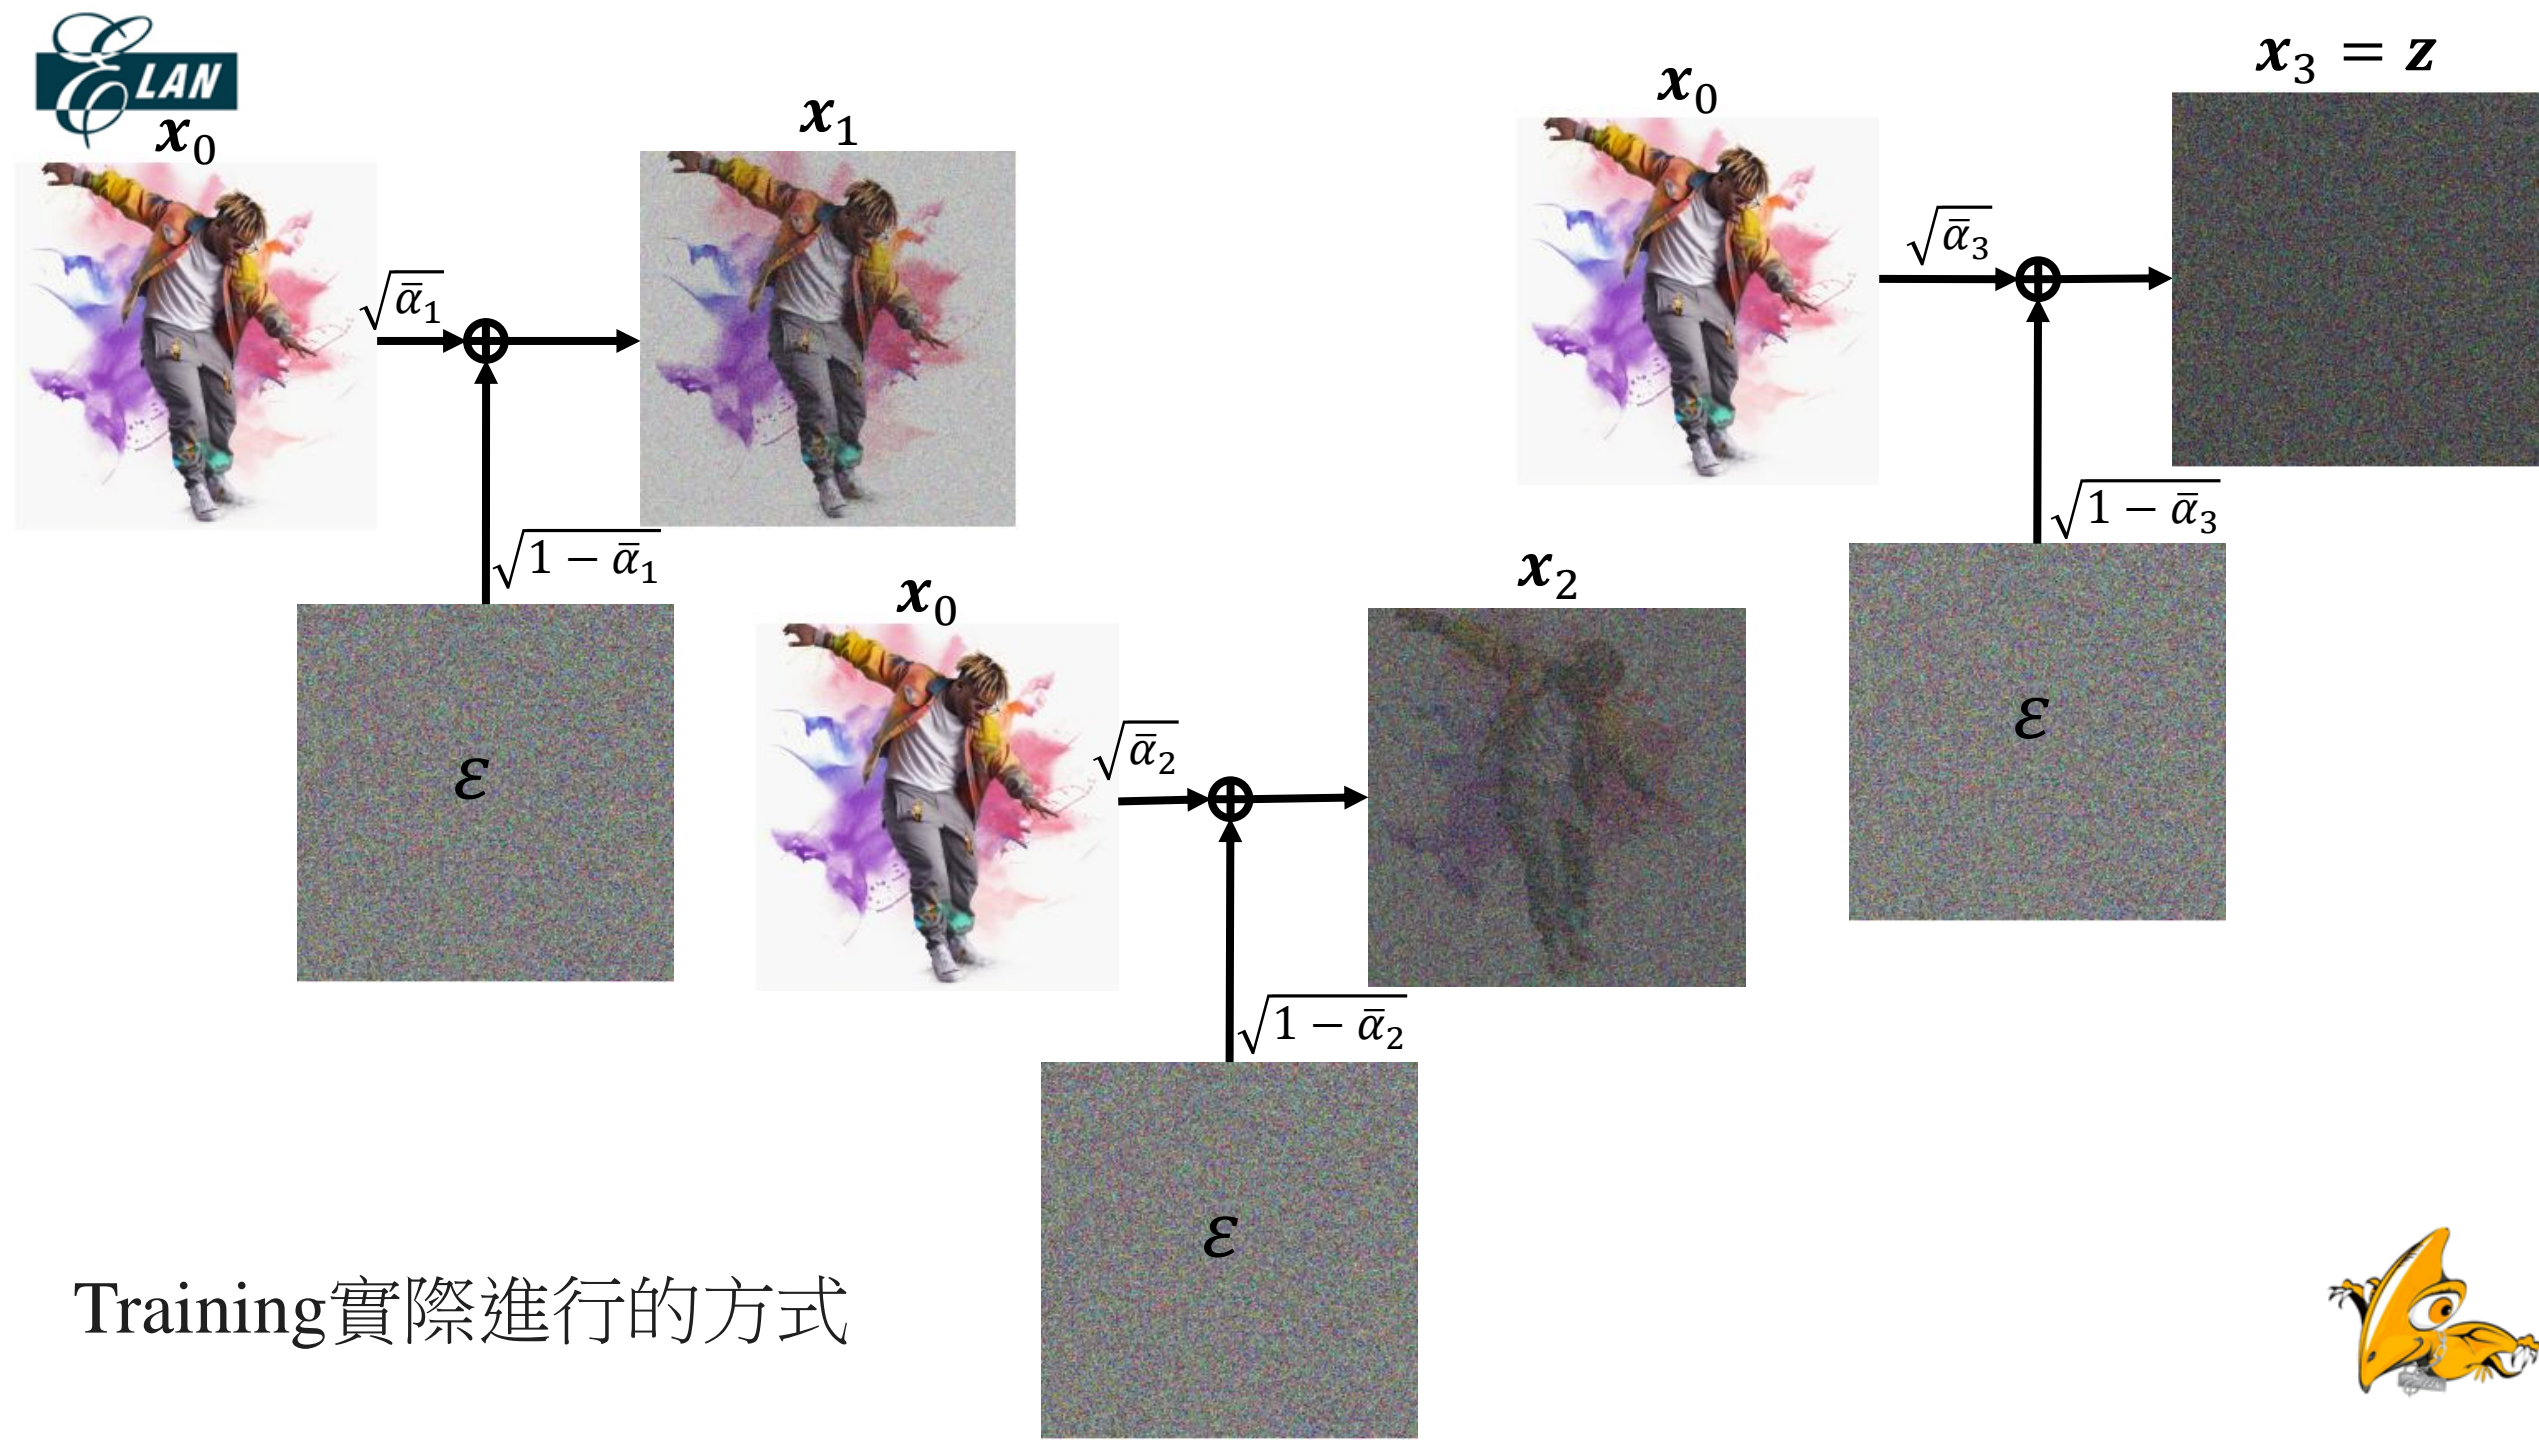 ELAN
x₀
x₁
√ᾱ₁
√1 − ᾱ₁
ε
x₀
x₂
√ᾱ₂
√1 − ᾱ₂
ε
x₀
x₃ = z
√ᾱ₃
√1 − ᾱ₃
ε
Training實際進行的方式